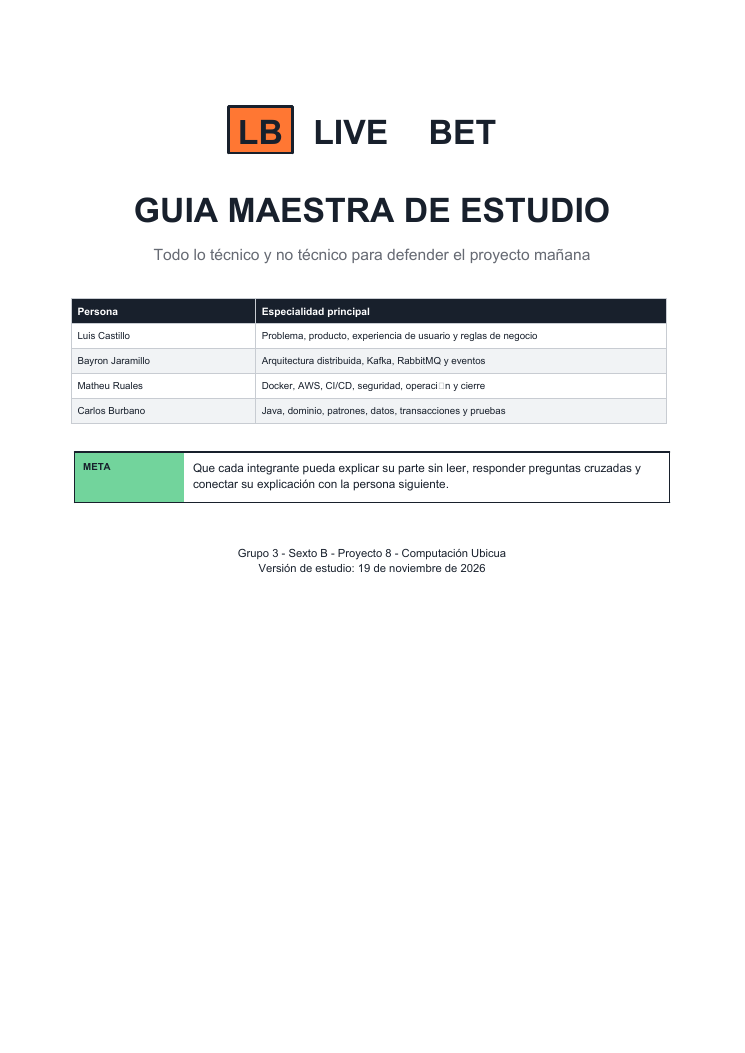 LB LIVE BET
GUIA MAESTRA DE ESTUDIO
Todo lo técnico y no técnico para defender el proyecto mañana
Persona Especialidad principal
Luis Castillo Problema, producto, experiencia de usuario y reglas de negocio
Bayron Jaramillo Arquitectura distribuida, Kafka, RabbitMQ y eventos
Matheu Ruales Docker, AWS, CI/CD, seguridad, operaci□n y cierre
Carlos Burbano Java, dominio, patrones, datos, transacciones y pruebas
META Que cada integrante pueda explicar su parte sin leer, responder preguntas cruzadas y
conectar su explicación con la persona siguiente.
Grupo 3 - Sexto B - Proyecto 8 - Computación Ubicua
Versión de estudio: 19 de noviembre de 2026